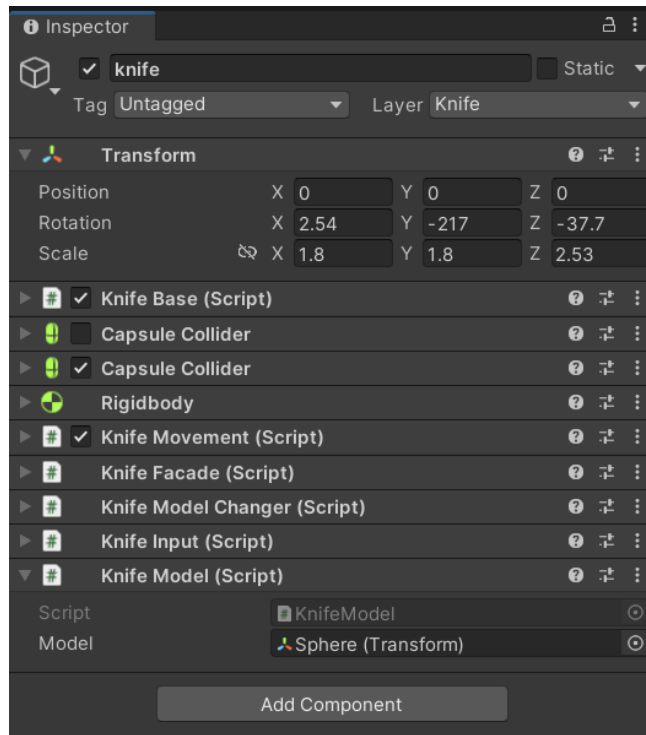 Inspector
knife Static
Tag Untagged Layer Knife
Transform
Position X 0 Y 0 Z 0
Rotation X 2.54 Y -217 Z -37.7
Scale X 1.8 Y 1.8 Z 2.53
# Knife Base (Script)
Capsule Collider
Capsule Collider
Rigidbody
# Knife Movement (Script)
# Knife Facade (Script)
# Knife Model Changer (Script)
# Knife Input (Script)
# Knife Model (Script)
Script # KnifeModel
Model Sphere (Transform)
Add Component